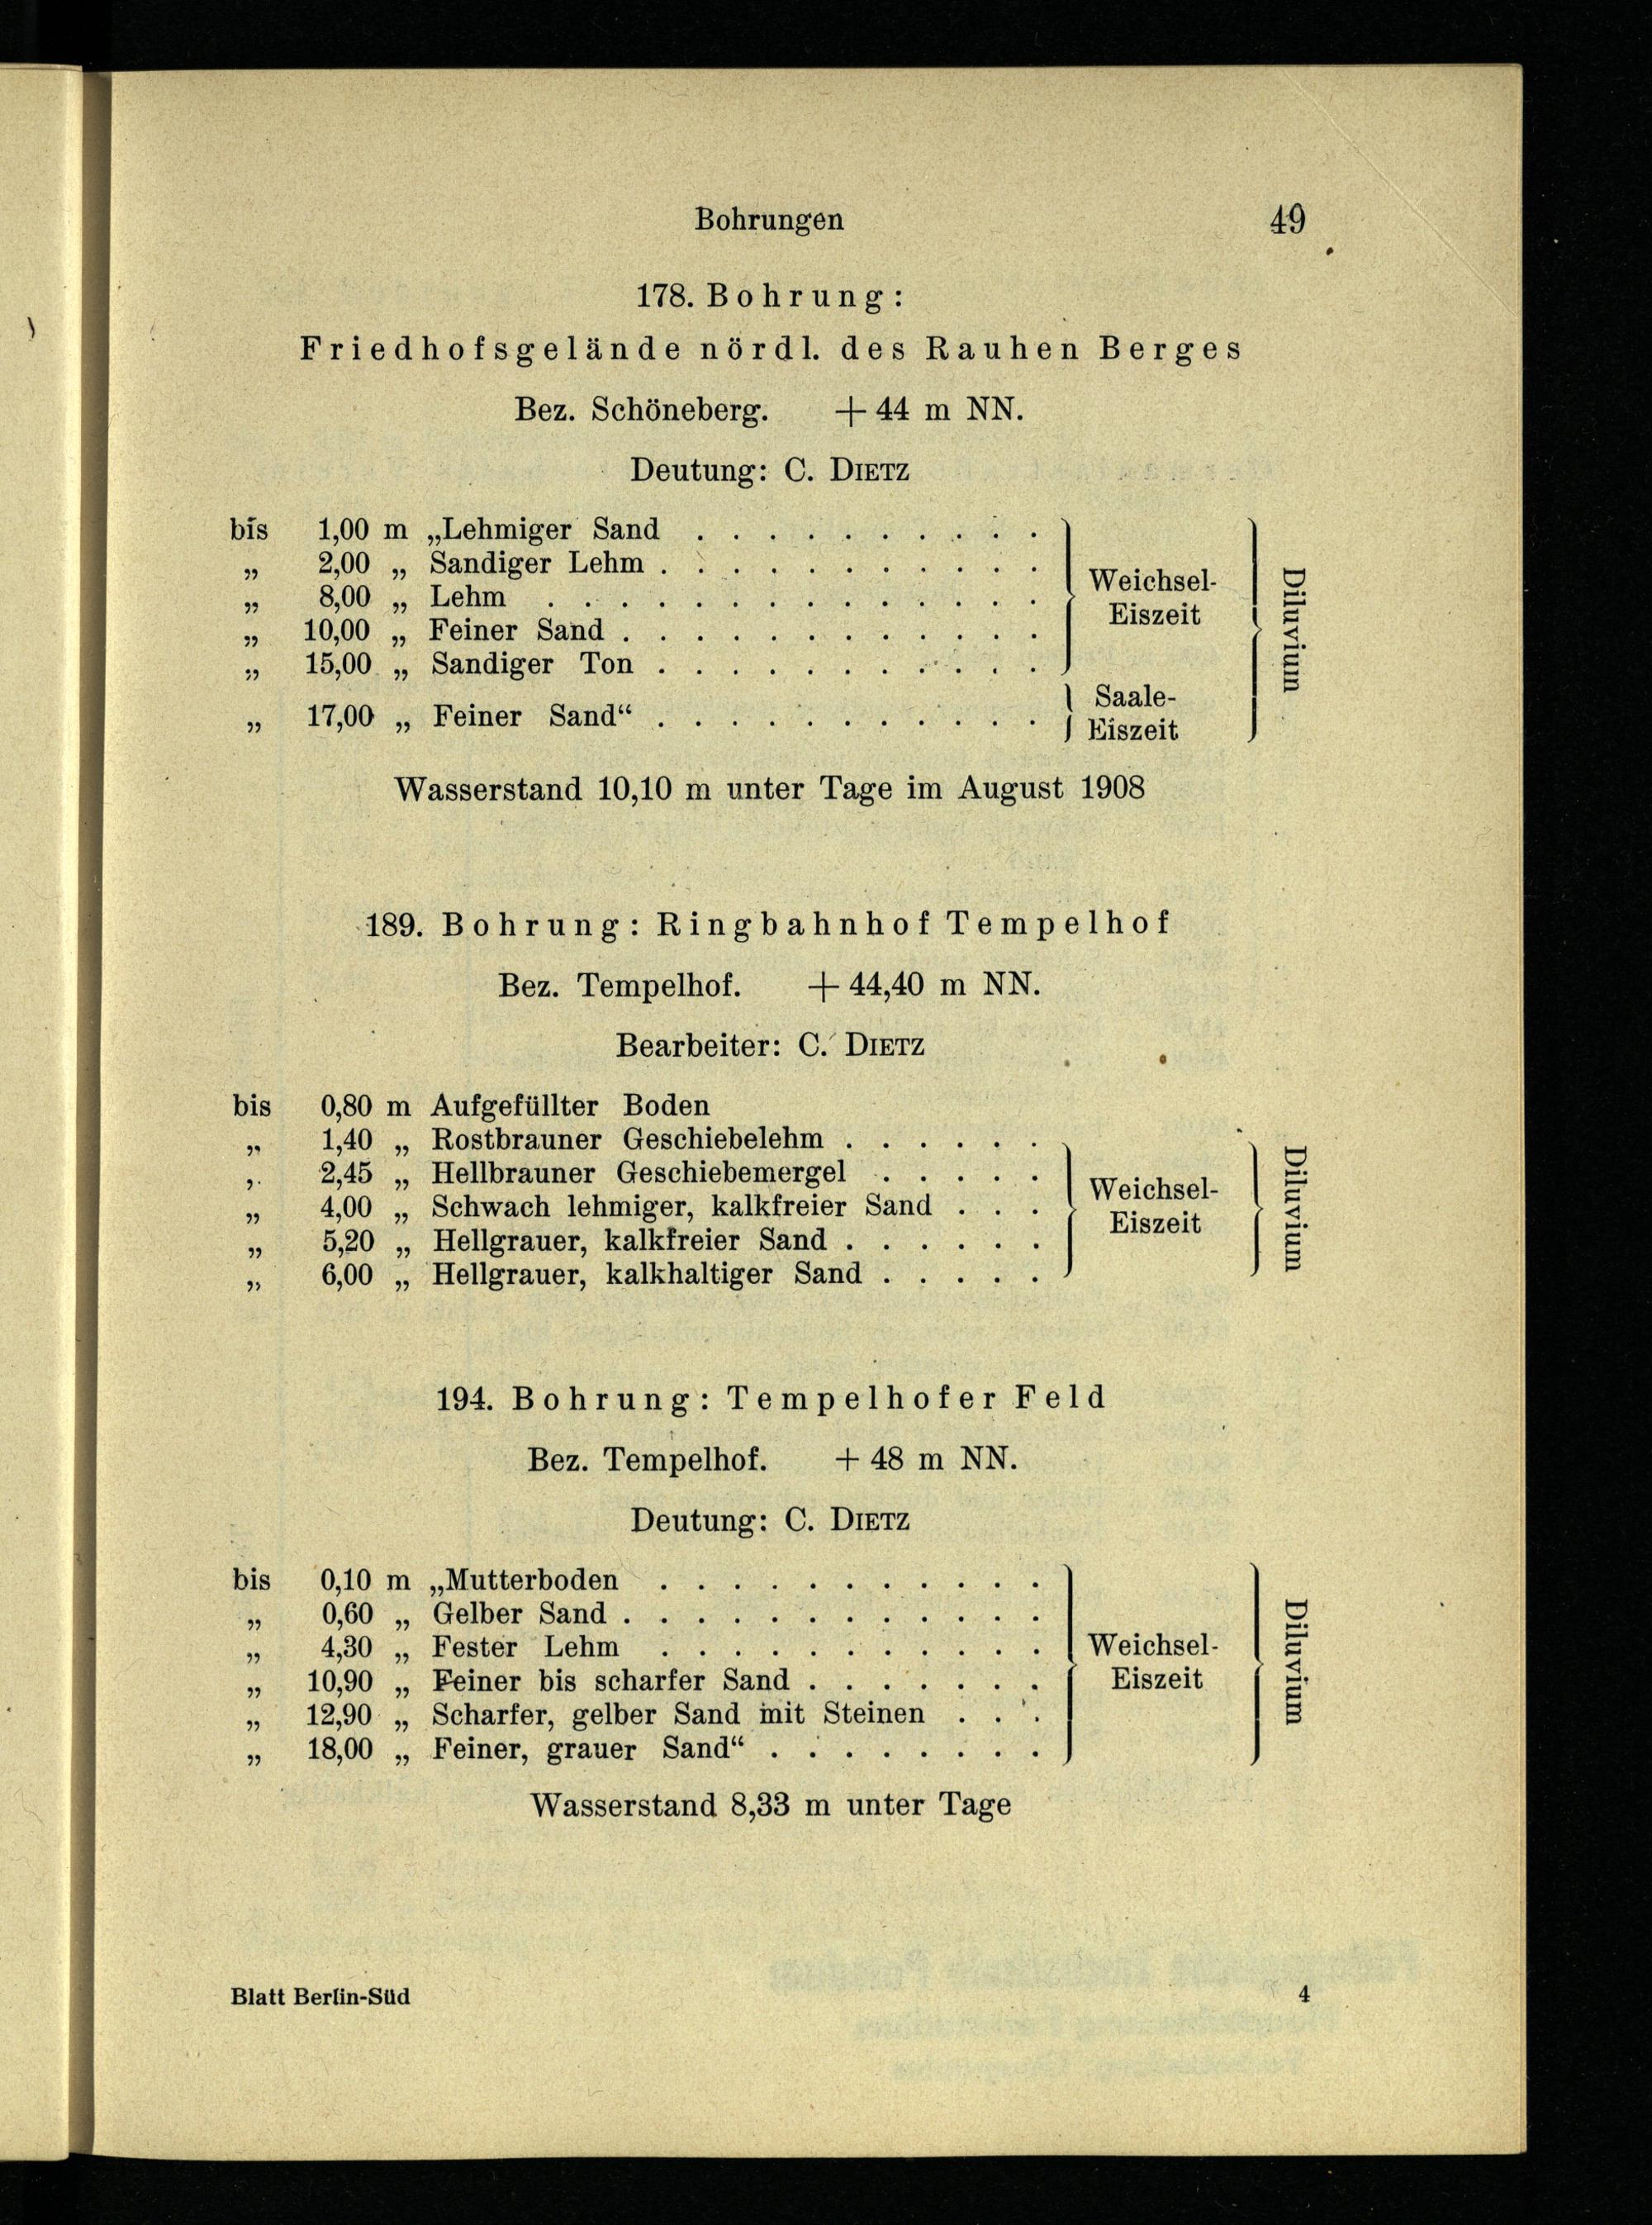 Bohrungen 49
178. Bohrung:
Friedhofsgelände nördl. des Rauhen Berges
Bez. Schöneberg. + 44 m NN.
Deutung: C. DIETZ
bis 1,00 m „Lehmiger Sand . . . . . . . . . .
„ 2,00 „ Sandiger Lehm . . . . . . . . . . .
„ 8,00 „ Lehm . . . . . . . . . . . . . .
„ 10,00 „ Feiner Sand . . . . . . . . . . . .
„ 15,00 „ Sandiger Ton . . . . . . . . . . .
Weichsel-
Eiszeit
„ 17,00 „ Feiner Sand“ . . . . . . . . . . .
Saale-
Eiszeit
Diluvium
Wasserstand 10,10 m unter Tage im August 1908
189. Bohrung: Ringbahnhof Tempelhof
Bez. Tempelhof. + 44,40 m NN.
Bearbeiter: C. DIETZ
bis 0,80 m Aufgefüllter Boden
„ 1,40 „ Rostbrauner Geschiebelehm . . . . . .
„ 2,45 „ Hellbrauner Geschiebemergel . . . . .
„ 4,00 „ Schwach lehmiger, kalkfreier Sand . . .
„ 5,20 „ Hellgrauer, kalkfreier Sand . . . . . .
„ 6,00 „ Hellgrauer, kalkhaltiger Sand . . . . .
Weichsel-
Eiszeit
Diluvium
194. Bohrung: Tempelhofer Feld
Bez. Tempelhof. + 48 m NN.
Deutung: C. DIETZ
bis 0,10 m „Mutterboden . . . . . . . . . . .
„ 0,60 „ Gelber Sand . . . . . . . . . . . .
„ 4,30 „ Fester Lehm . . . . . . . . . . .
„ 10,90 „ Feiner bis scharfer Sand . . . . . . .
„ 12,90 „ Scharfer, gelber Sand mit Steinen . . .
„ 18,00 „ Feiner, grauer Sand“ . . . . . . . .
Weichsel-
Eiszeit
Diluvium
Wasserstand 8,33 m unter Tage
Blatt Berlin-Süd 4